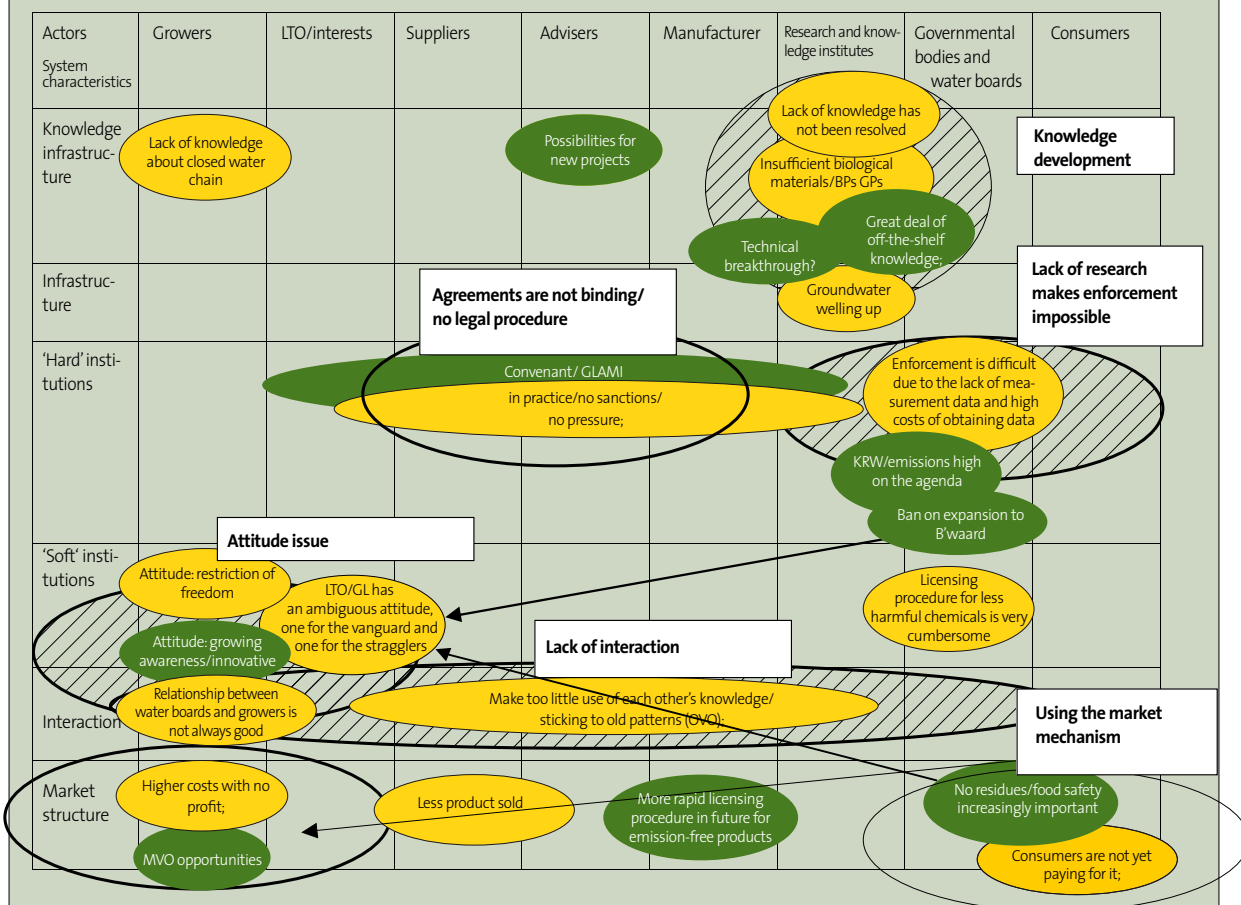 Actors
System
characteristics
Growers
LTO/interests
Suppliers
Advisers
Manufacturer
Research and know-
ledge institutes
Governmental
bodies and
water boards
Consumers
Knowledge
infrastruc-
ture
Lack of knowledge
about closed water
chain
Possibilities for
new projects
Lack of knowledge has
not been resolved
Insufficient biological
materials/BPs GPs
Great deal of
off-the-shelf
knowledge;
Technical
breakthrough?
Knowledge
development
Infrastruc-
ture
Groundwater
welling up
Agreements are not binding/
no legal procedure
Lack of research
makes enforcement
impossible
'Hard' insti-
tutions
Convenant/ GLAMI
in practice/no sanctions/
no pressure;
Enforcement is difficult
due to the lack of mea-
surement data and high
costs of obtaining data
KRW/emissions high
on the agenda
Ban on expansion to
B'waard
Attitude issue
'Soft' insti-
tutions
Attitude: restriction of
freedom
LTO/GL has
an ambiguous attitude,
one for the vanguard and
one for the stragglers
Attitude: growing
awareness/innovative
Licensing
procedure for less
harmful chemicals is very
cumbersome
Lack of interaction
Interaction
Relationship between
water boards and growers is
not always good
Make too little use of each other's knowledge/
sticking to old patterns (OVO);
Using the market
mechanism
Market
structure
Higher costs with no
profit;
MVO opportunities
Less product sold
More rapid licensing
procedure in future for
emission-free products
No residues/food safety
increasingly important
Consumers are not yet
paying for it;